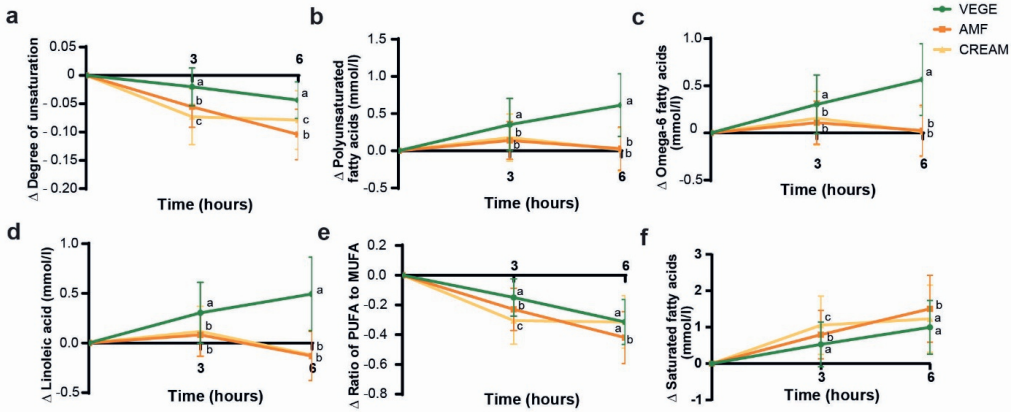 a
0.05
0
- 0.05
- 0.10
- 0.15
- 0.20
3
6
a
b
c
a
b
b
Δ Degree of unsaturation
Time (hours)
b
1.5
1.0
0.5
0.0
-0.5
a
b
b
a
b
b
3
6
Δ Polyunsaturated
fatty acids (mmol/l)
Time (hours)
c
1.0
0.5
0
-0.5
a
b
b
a
b
b
3
6
Δ Omega-6 fatty acids
(mmol/l)
Time (hours)
VEGE
AMF
CREAM
d
1.0
0.5
0.0
-0.5
a
b
b
a
b
b
3
6
Δ Linoleic acid (mmol/l)
Time (hours)
e
0.2
0.0
- 0.2
- 0.4
- 0.6
- 0.8
3
6
a
b
c
a
a
b
Δ Ratio of PUFA to MUFA
Time (hours)
f
3
2
1
0
-1
c
b
a
b
a
a
3
6
Δ Saturated fatty acids
(mmol/l)
Time (hours)